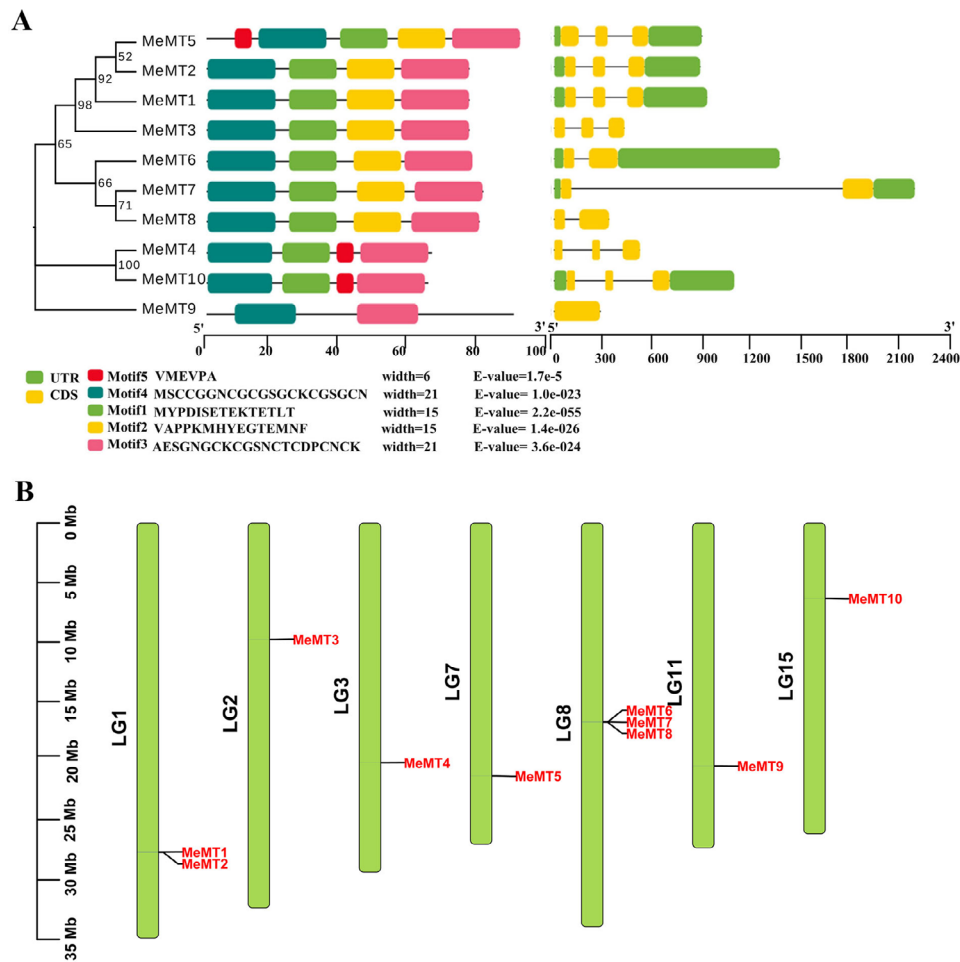 A
MeMT5
52
MeMT2
92
MeMT1
98
MeMT3
65
MeMT6
66
MeMT7
71
MeMT8
MeMT4
100
MeMT10
MeMT9
5' 3' 5' 3'
0 20 40 60 80 100 0 300 600 900 1200 1500 1800 2100 2400
UTR Motif5 VMEVPA width=6 E-value=1.7e-5
CDS Motif4 MSCCGGNCGCGSGCKCGSGCN width=21 E-value= 1.0e-023
Motif1 MYPDISETEKTETLT width=15 E-value= 2.2e-055
Motif2 VAPPKMHYEGTEMNF width=15 E-value= 1.4e-026
Motif3 AESGNGCKCGSNCTCDPCNCK width=21 E-value= 3.6e-024
B
0 Mb
5 Mb
10 Mb
15 Mb
20 Mb
25 Mb
30 Mb
35 Mb
LG1
MeMT1
MeMT2
LG2
MeMT3
LG3
MeMT4
LG7
MeMT5
LG8
MeMT6
MeMT7
MeMT8
LG11
MeMT9
LG15
MeMT10